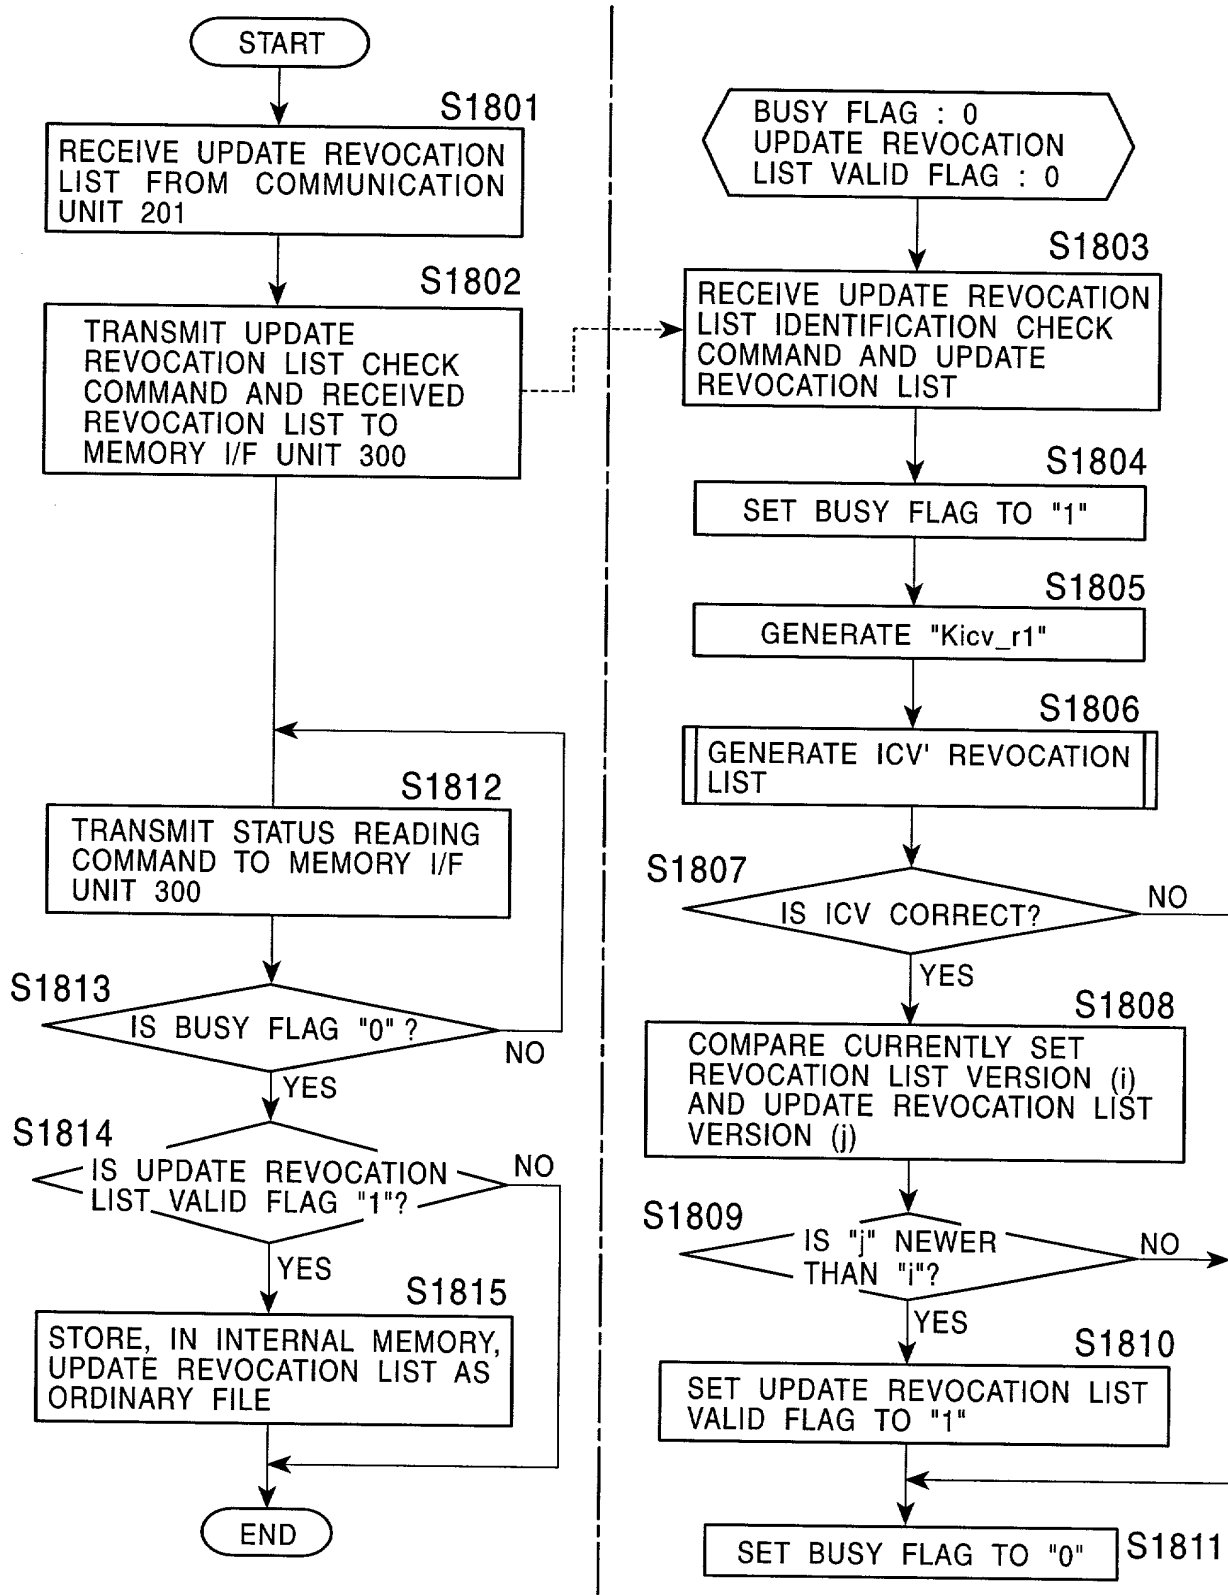 START
S1801
RECEIVE UPDATE REVOCATION
LIST FROM COMMUNICATION
UNIT 201
S1802
TRANSMIT UPDATE
REVOCATION LIST CHECK
COMMAND AND RECEIVED
REVOCATION LIST TO
MEMORY I/F UNIT 300
S1812
TRANSMIT STATUS READING
COMMAND TO MEMORY I/F
UNIT 300
S1813
IS BUSY FLAG "0" ?
NO
YES
S1814
IS UPDATE REVOCATION
LIST VALID FLAG "1"?
NO
YES
S1815
STORE, IN INTERNAL MEMORY,
UPDATE REVOCATION LIST AS
ORDINARY FILE
END
BUSY FLAG : 0
UPDATE REVOCATION
LIST VALID FLAG : 0
S1803
RECEIVE UPDATE REVOCATION
LIST IDENTIFICATION CHECK
COMMAND AND UPDATE
REVOCATION LIST
S1804
SET BUSY FLAG TO "1"
S1805
GENERATE "Kicv_r1"
S1806
GENERATE ICV' REVOCATION
LIST
S1807
IS ICV CORRECT?
NO
YES
S1808
COMPARE CURRENTLY SET
REVOCATION LIST VERSION (i)
AND UPDATE REVOCATION LIST
VERSION (j)
S1809
IS "j" NEWER
THAN "i"?
NO
YES
S1810
SET UPDATE REVOCATION LIST
VALID FLAG TO "1"
SET BUSY FLAG TO "0"
S1811